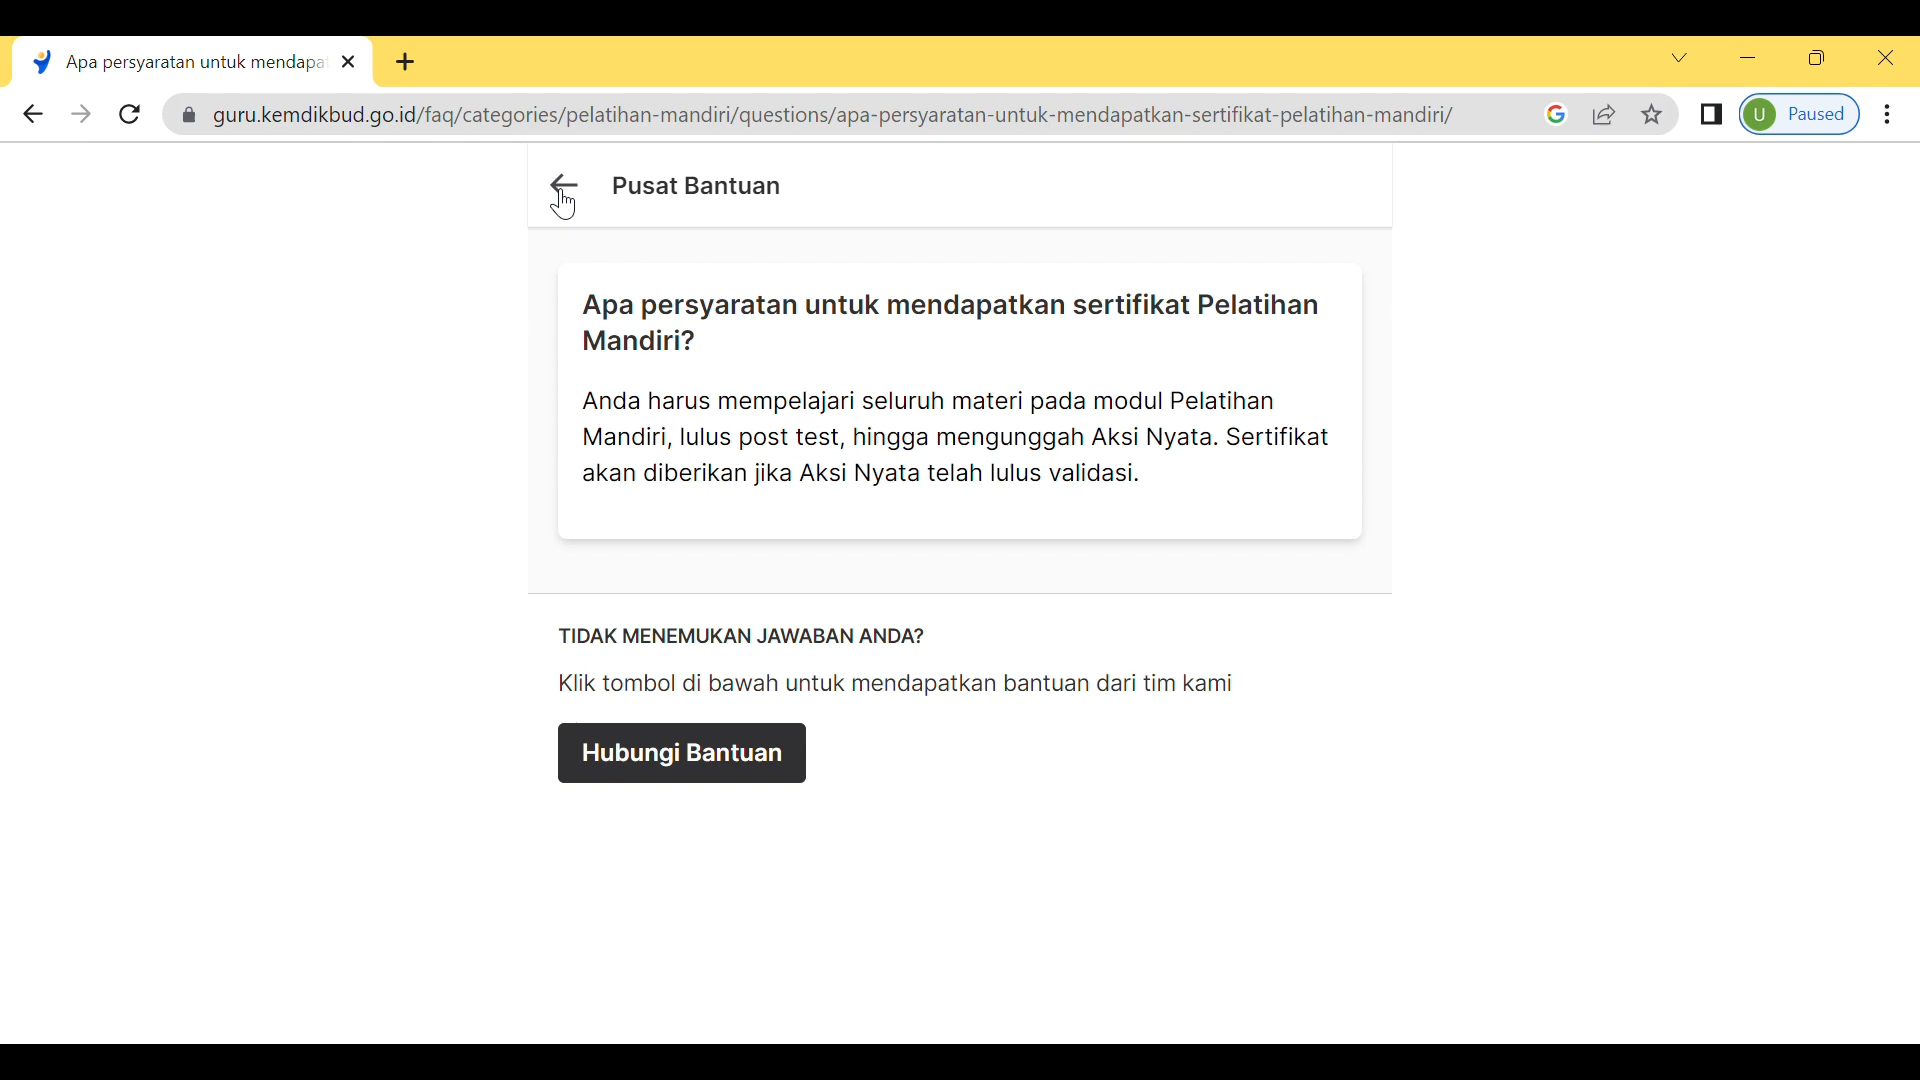 Apa persyaratan untuk mendapa
guru.kemdikbud.go.id/faq/categories/pelatihan-mandiri/questions/apa-persyaratan-untuk-mendapatkan-sertifikat-pelatihan-mandiri/
U Paused
Pusat Bantuan
Apa persyaratan untuk mendapatkan sertifikat Pelatihan
Mandiri?
Anda harus mempelajari seluruh materi pada modul Pelatihan
Mandiri, lulus post test, hingga mengunggah Aksi Nyata. Sertifikat
akan diberikan jika Aksi Nyata telah lulus validasi.
TIDAK MENEMUKAN JAWABAN ANDA?
Klik tombol di bawah untuk mendapatkan bantuan dari tim kami
Hubungi Bantuan